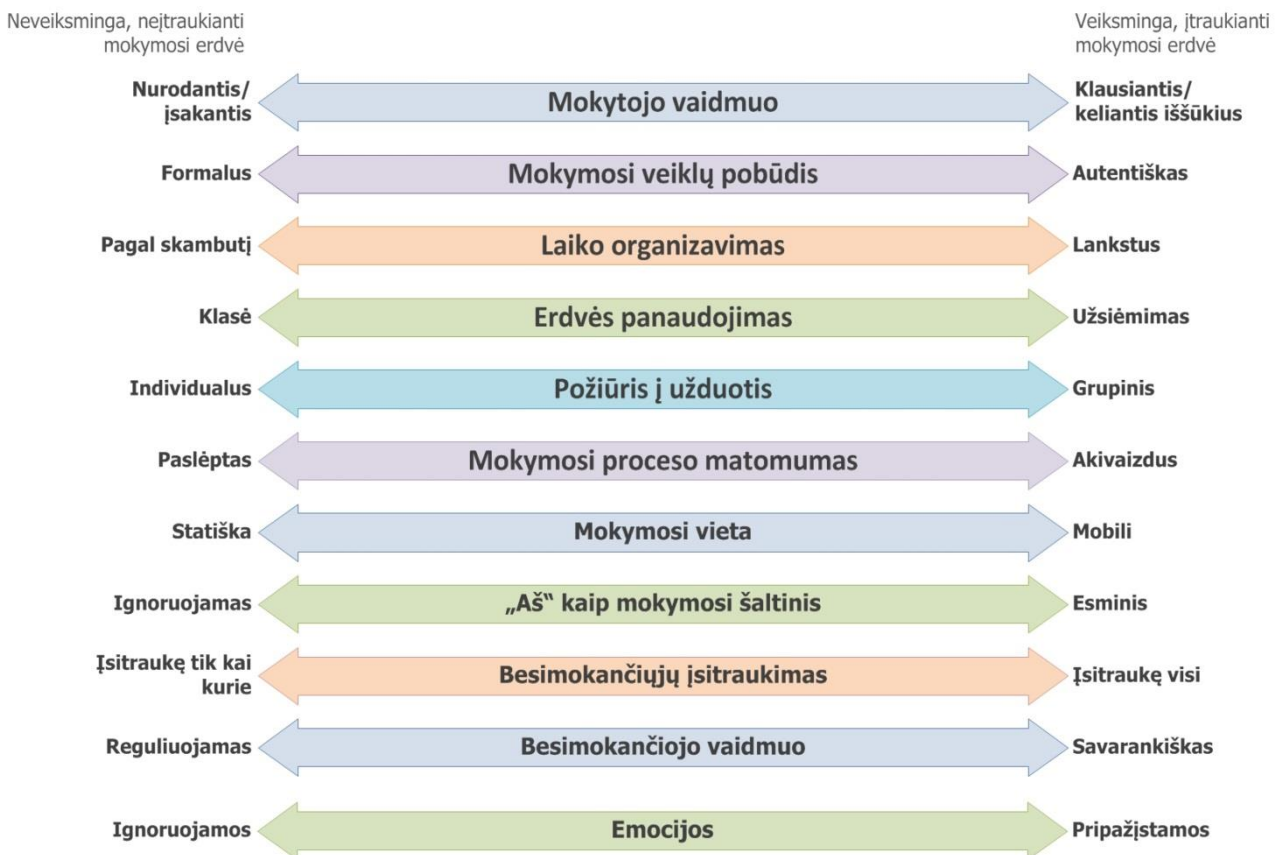 Neveiksminga, neįtraukianti
mokymosi erdvė
Veiksminga, įtraukianti
mokymosi erdvė
Nurodantis/
įsakantis
Mokytojo vaidmuo
Klausiantis/
keliantis iššūkius
Formalus
Mokymosi veiklų pobūdis
Autentiškas
Pagal skambutį
Laiko organizavimas
Lankstus
Klasė
Erdvės panaudojimas
Užsiėmimas
Individualus
Požiūris į užduotis
Grupinis
Paslėptas
Mokymosi proceso matomumas
Akivaizdus
Statiška
Mokymosi vieta
Mobili
Ignoruojamas
„Aš“ kaip mokymosi šaltinis
Esminis
Įsitraukę tik kai
kurie
Besimokančiųjų įsitraukimas
Įsitraukę visi
Reguliuojamas
Besimokančiojo vaidmuo
Savarankiškas
Ignoruojamos
Emocijos
Pripažįstamos